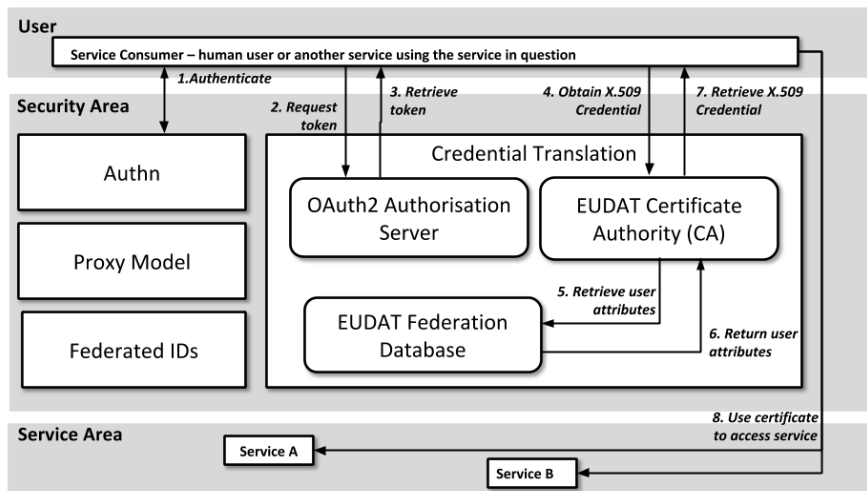 User
Service Consumer – human user or another service using the service in question
1.Authenticate
2. Request
token
3. Retrieve
token
4. Obtain X.509
Credential
7. Retrieve X.509
Credential
Security Area
Authn
Proxy Model
Federated IDs
Credential Translation
OAuth2 Authorisation
Server
EUDAT Certificate
Authority (CA)
5. Retrieve user
attributes
EUDAT Federation
Database
6. Return user
attributes
8. Use certificate
to access service
Service Area
Service A
Service B